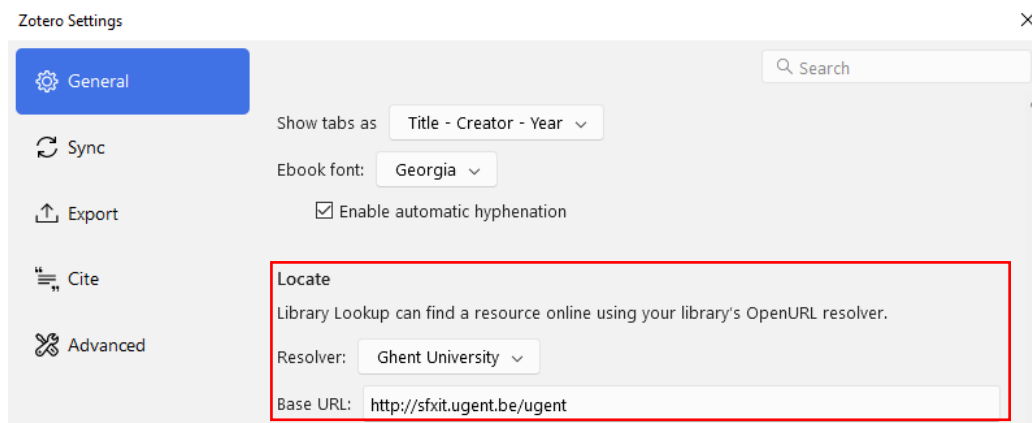 Zotero Settings
General
Search
Show tabs as Title - Creator - Year
Sync
Ebook font: Georgia
Enable automatic hyphenation
Export
Cite
Locate
Library Lookup can find a resource online using your library's OpenURL resolver.
Advanced
Resolver: Ghent University
Base URL: http://sfxit.ugent.be/ugent